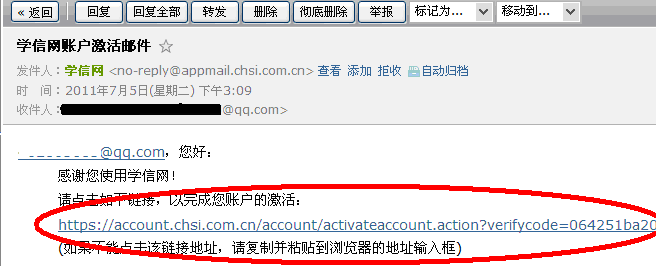 « 返回 回复 回复全部 转发 删除 彻底删除 举报 标记为... 移动到...
学信网账户激活邮件 ☆
发件人：学信网 <no-reply@appmail.chsi.com.cn> 查看 添加 拒收 自动归档
时　间：2011年7月5日(星期二) 下午3:09
收件人： @qq.com>
@qq.com，您好：
感谢您使用学信网！
请点击如下链接，以完成您账户的激活：
https://account.chsi.com.cn/account/activateaccount.action?verifycode=064251ba20
(如果不能点击该链接地址，请复制并粘贴到浏览器的地址输入框)